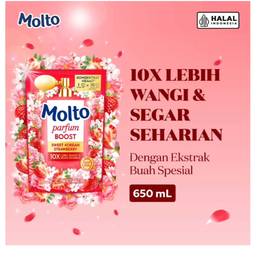 Molto
HALAL
INDONESIA
10X LEBIH
WANGI &
SEGAR
SEHARIAN
Dengan Ekstrak
Buah Spesial
650 mL
Molto
parfum
BOOST
SWEET KOREAN
STRAWBERRY
10X